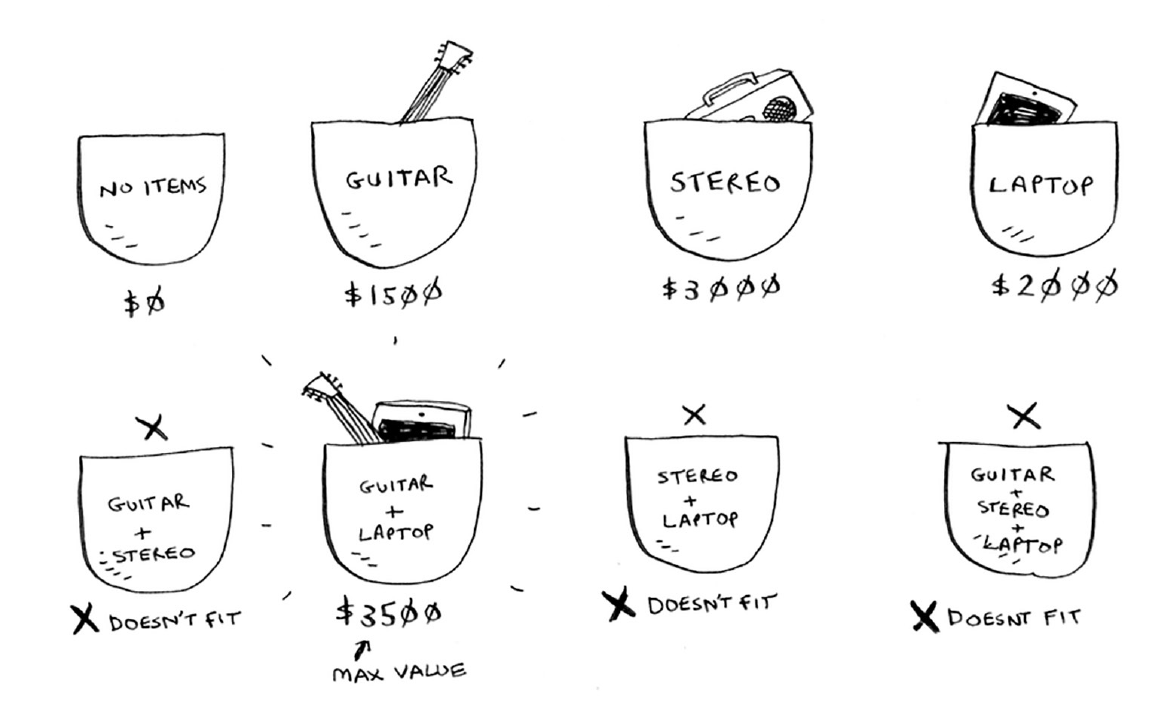 NO ITEMS
$0
GUITAR
$1500
STEREO
$3000
LAPTOP
$2000
X
GUITAR
+
STEREO
X DOESN'T FIT
GUITAR
+
LAPTOP
$3500
MAX VALUE
X
STEREO
+
LAPTOP
X DOESN'T FIT
X
GUITAR
+
STEREO
+
LAPTOP
X DOESNT FIT